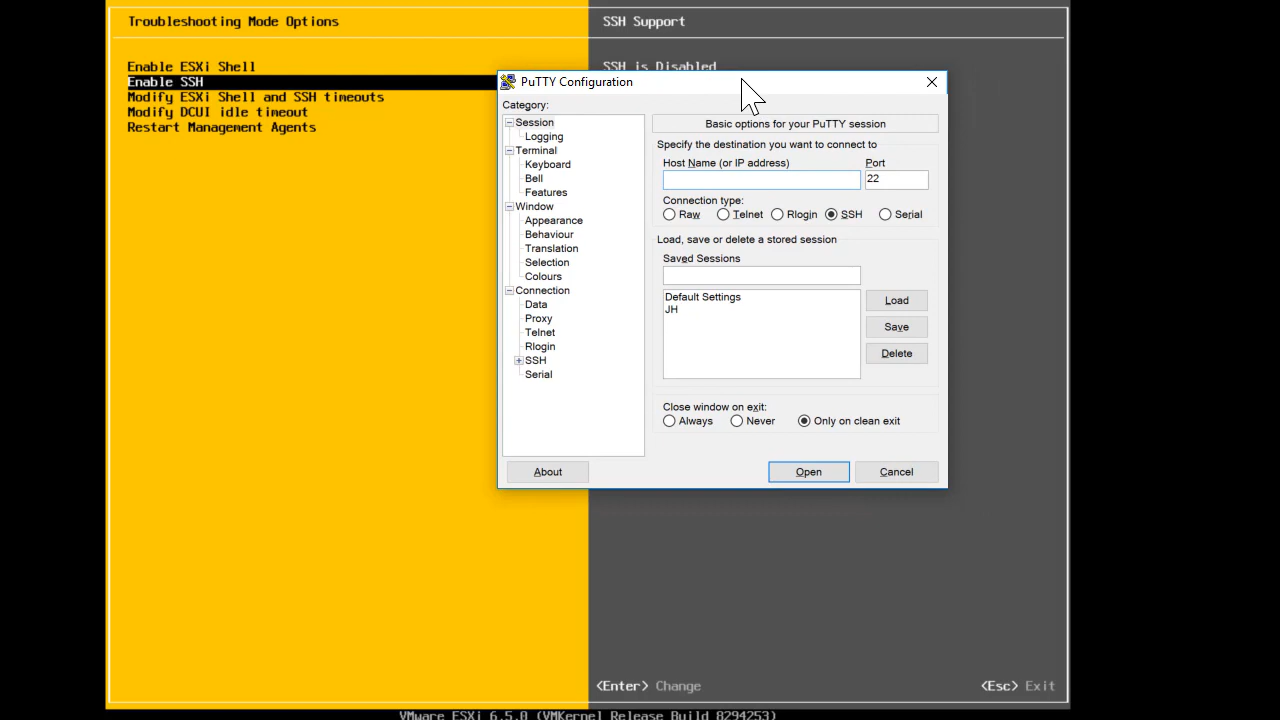 Troubleshooting Mode Options
SSH Support
Enable ESXi Shell
Enable SSH
Modify ESXi Shell and SSH timeouts
Modify DCUI idle timeout
Restart Management Agents
SSH is Disabled
PuTTY Configuration
Category:
Session
Logging
Terminal
Keyboard
Bell
Features
Window
Appearance
Behaviour
Translation
Selection
Colours
Connection
Data
Proxy
Telnet
Rlogin
SSH
Serial
Basic options for your PuTTY session
Specify the destination you want to connect to
Host Name (or IP address) Port
22
Connection type:
Raw Telnet Rlogin SSH Serial
Load, save or delete a stored session
Saved Sessions
Default Settings
JH
Load
Save
Delete
Close window on exit:
Always Never Only on clean exit
About Open Cancel
<Enter> Change <Esc> Exit
VMware ESXi 6.5.0 (VMKernel Release Build 8294253)